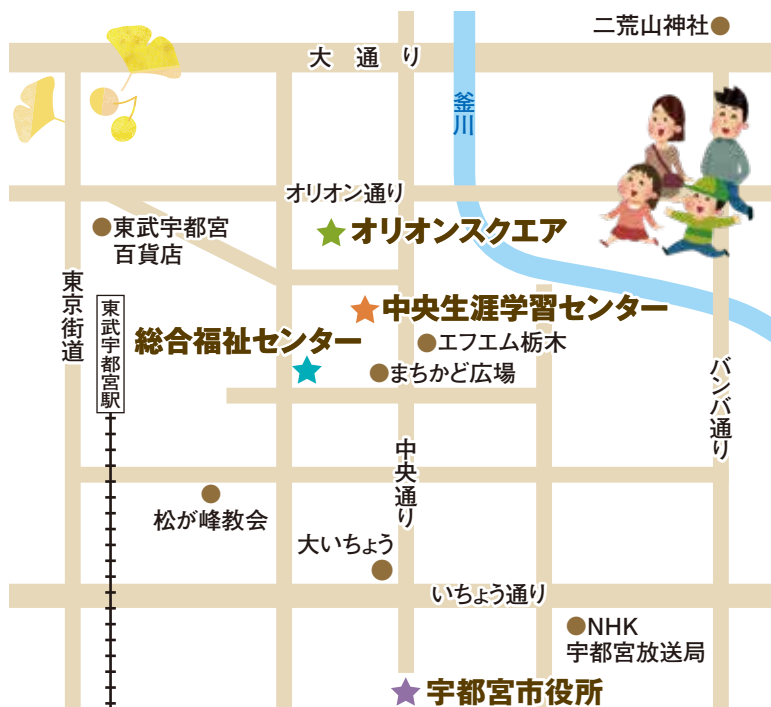 二荒山神社
大通り
釜川
オリオン通り
オリオンスクエア
東武宇都宮
百貨店
東京街道
東武宇都宮駅
中央生涯学習センター
総合福祉センター
エフエム栃木
まちかど広場
バンバ通り
中央通り
松が峰教会
大いちょう
いちょう通り
NHK
宇都宮放送局
宇都宮市役所